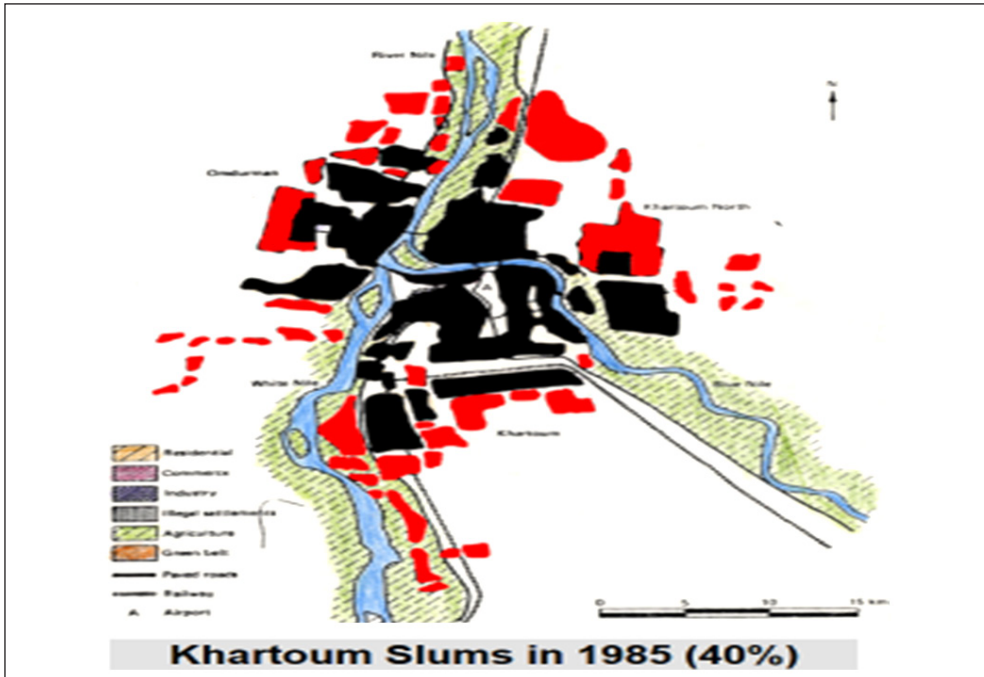 River Nile
N
Omdurman
Khartoum North
A
White Nile
Blue Nile
Khartoum
Residential
Commerce
Industry
Illegal settlements
Agriculture
Green belt
Paved roads
Railway
A Airport
0 5 10 15 km
Khartoum Slums in 1985 (40%)